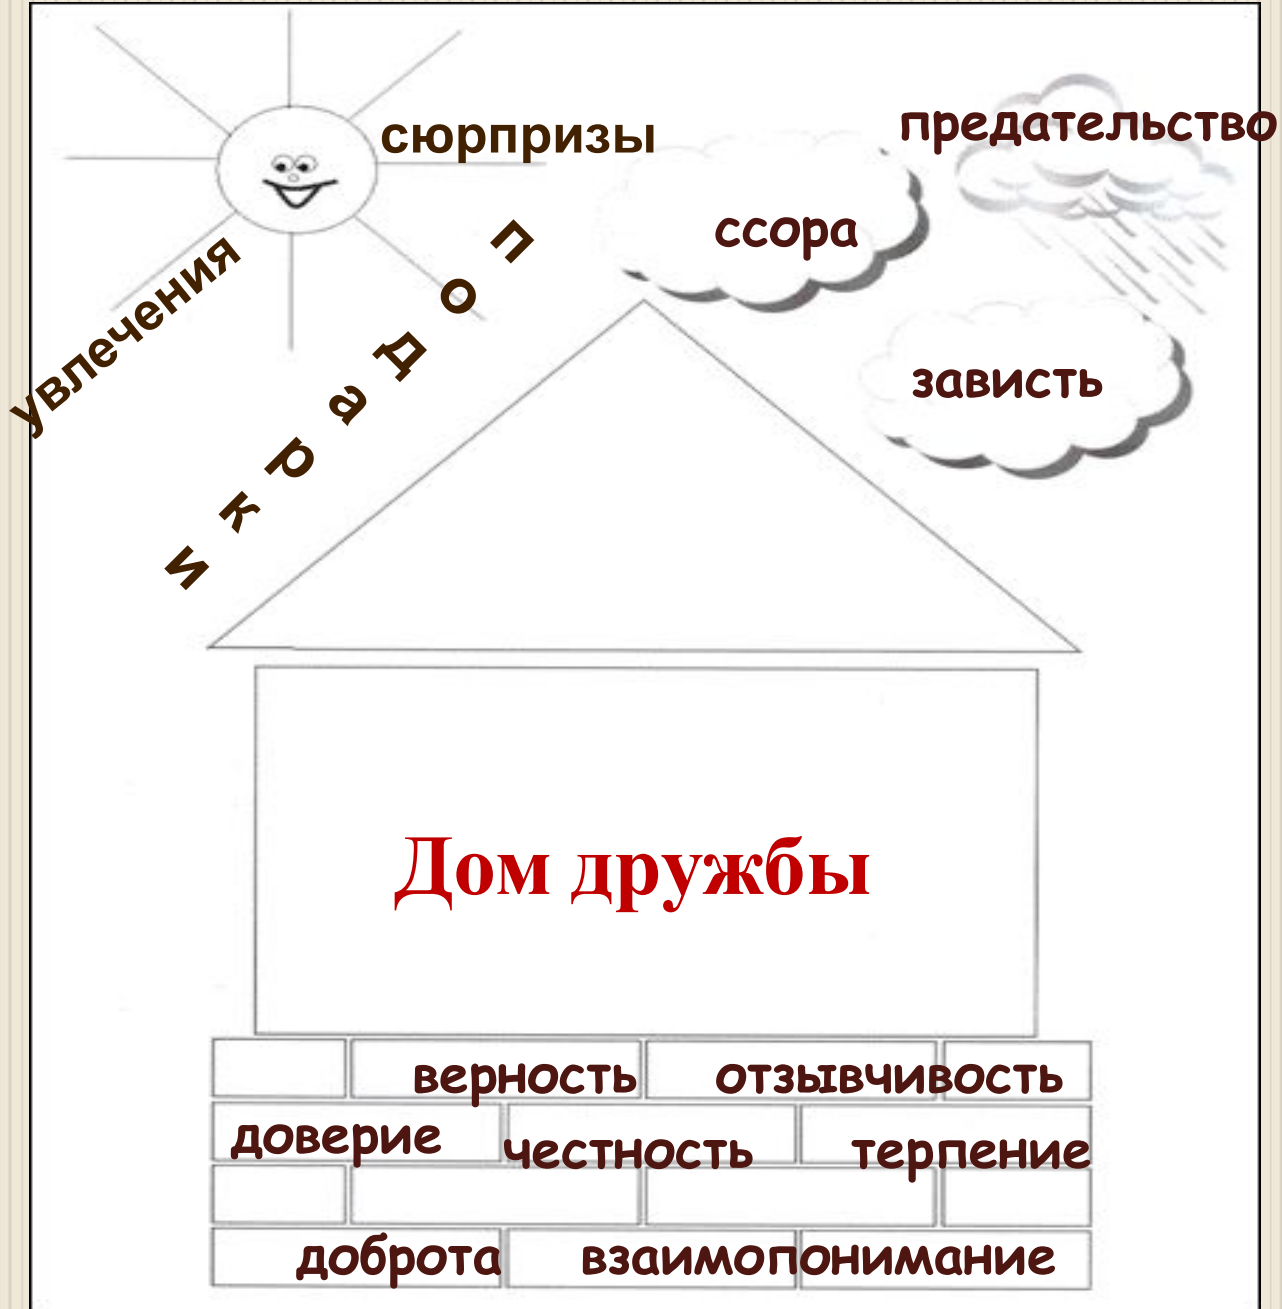 предательство
сюрпризы
ссора
увлечения
подарки
зависть
Дом дружбы
верность отзывчивость
доверие честность терпение
доброта взаимопонимание